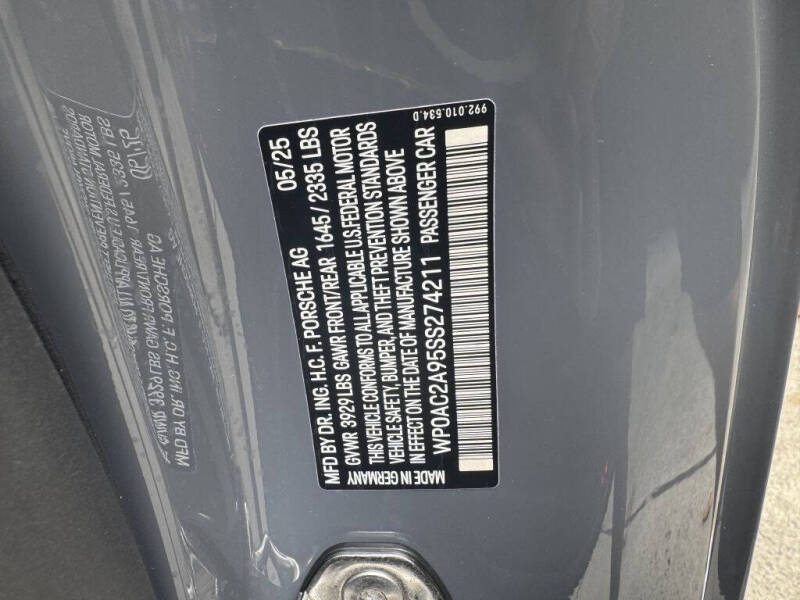 MFD BY DR. ING. H.C. F. PORSCHE AG 05/25
GVWR 3929 LBS GAWR FRONT/REAR 1645/2335 LBS
THIS VEHICLE CONFORMS TO ALL APPLICABLE U.S. FEDERAL MOTOR
VEHICLE SAFETY, BUMPER, AND THEFT PREVENTION STANDARDS
IN EFFECT ON THE DATE OF MANUFACTURE SHOWN ABOVE
WP0AC2A95SS274211 PASSENGER CAR
MADE IN GERMANY
992.010.534.D